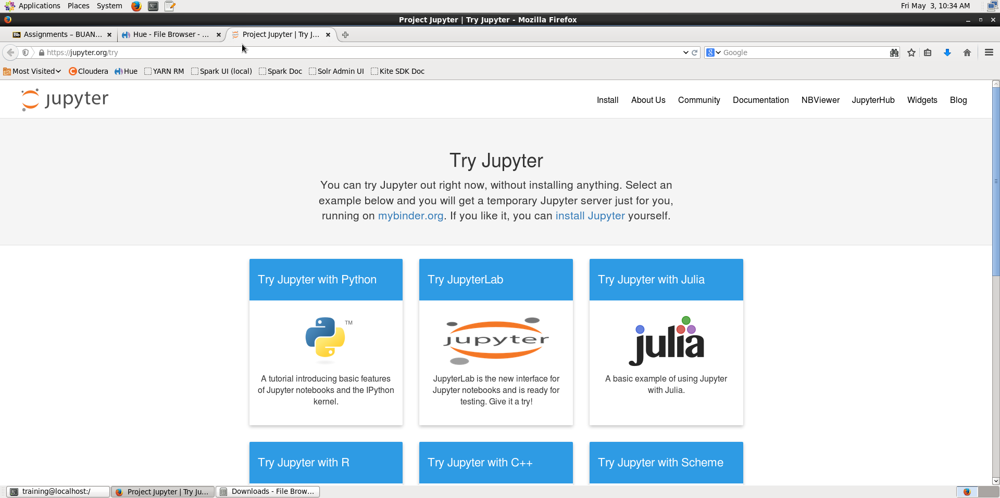 Applications Places System Fri May 3, 10:34 AM
Project Jupyter | Try Jupyter - Mozilla Firefox
Bb Assignments – BUAN... Hue - File Browser - ... Project Jupyter | Try J...
https://jupyter.org/try 8 Google
Most Visited Cloudera Hue YARN RM Spark UI (local) Spark Doc Solr Admin UI Kite SDK Doc
jupyter Install About Us Community Documentation NBViewer JupyterHub Widgets Blog
Try Jupyter
You can try Jupyter out right now, without installing anything. Select an
example below and you will get a temporary Jupyter server just for you,
running on mybinder.org. If you like it, you can install Jupyter yourself.
Try Jupyter with Python Try JupyterLab Try Jupyter with Julia
TM
jupyter
julia
A tutorial introducing basic features
of Jupyter notebooks and the IPython
kernel.
JupyterLab is the new interface for
Jupyter notebooks and is ready for
testing. Give it a try!
A basic example of using Jupyter
with Julia.
Try Jupyter with R Try Jupyter with C++ Try Jupyter with Scheme
training@localhost:/ Project Jupyter | Try Ju... Downloads - File Brow...